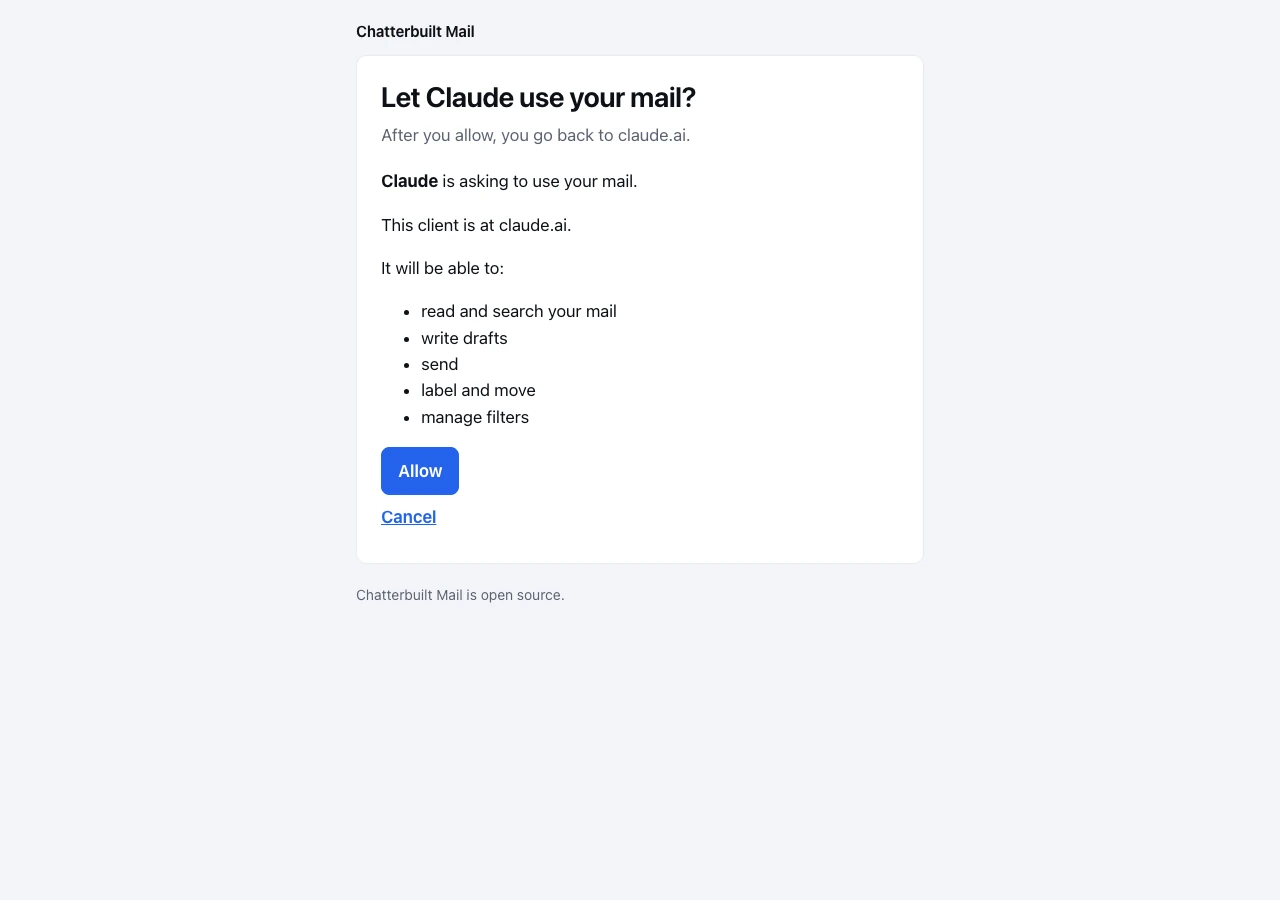 Chatterbuilt Mail
Let Claude use your mail?
After you allow, you go back to claude.ai.
Claude is asking to use your mail.
This client is at claude.ai.
It will be able to:
• read and search your mail
• write drafts
• send
• label and move
• manage filters
Allow
Cancel
Chatterbuilt Mail is open source.